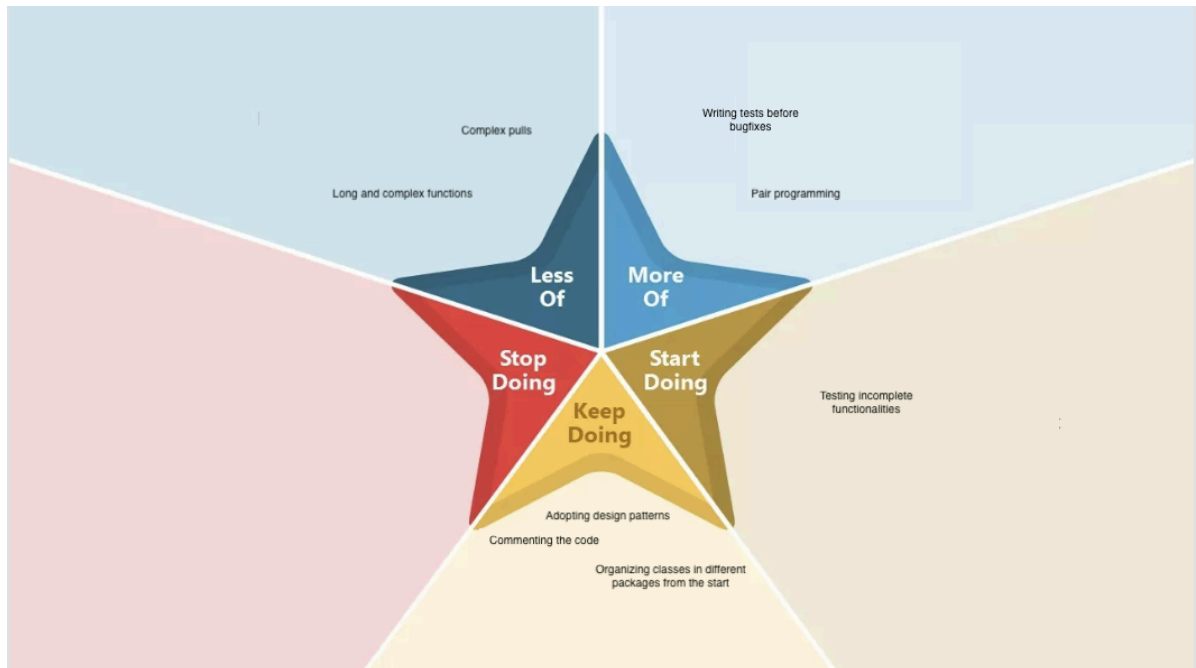 Complex pulls
Long and complex functions
Writing tests before
bugfixes
Pair programming
Less
Of
More
Of
Stop
Doing
Start
Doing
Keep
Doing
Testing incomplete
functionalities
Adopting design patterns
Commenting the code
Organizing classes in different
packages from the start